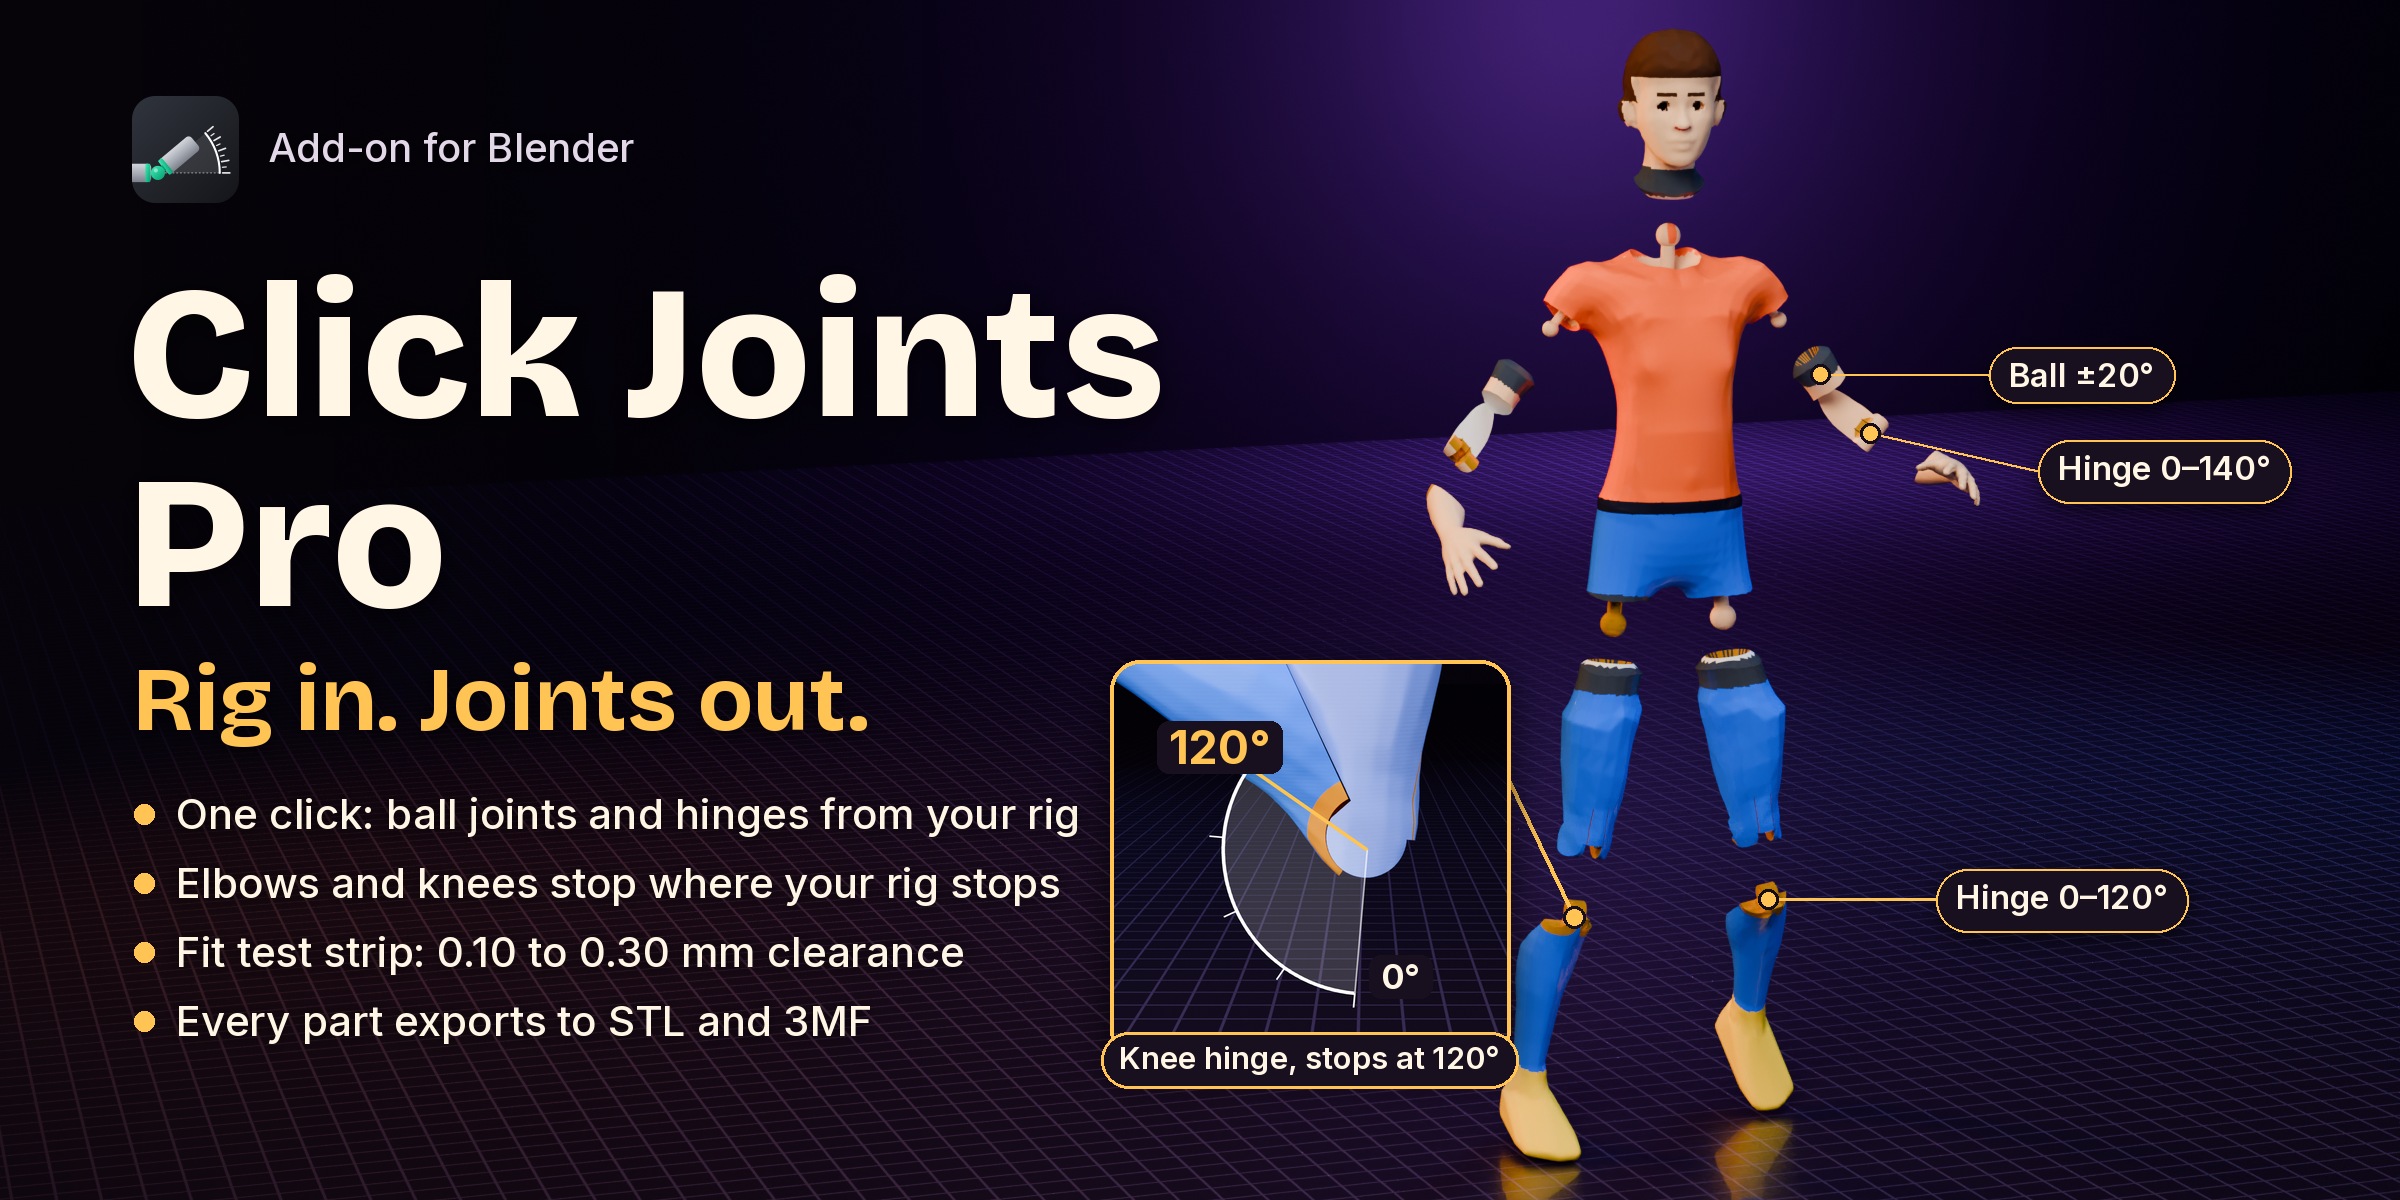 Add-on for Blender
Click Joints
Pro
Rig in. Joints out.
One click: ball joints and hinges from your rig
Elbows and knees stop where your rig stops
Fit test strip: 0.10 to 0.30 mm clearance
Every part exports to STL and 3MF
120°
0°
Knee hinge, stops at 120°
Ball ±20°
Hinge 0–140°
Hinge 0–120°